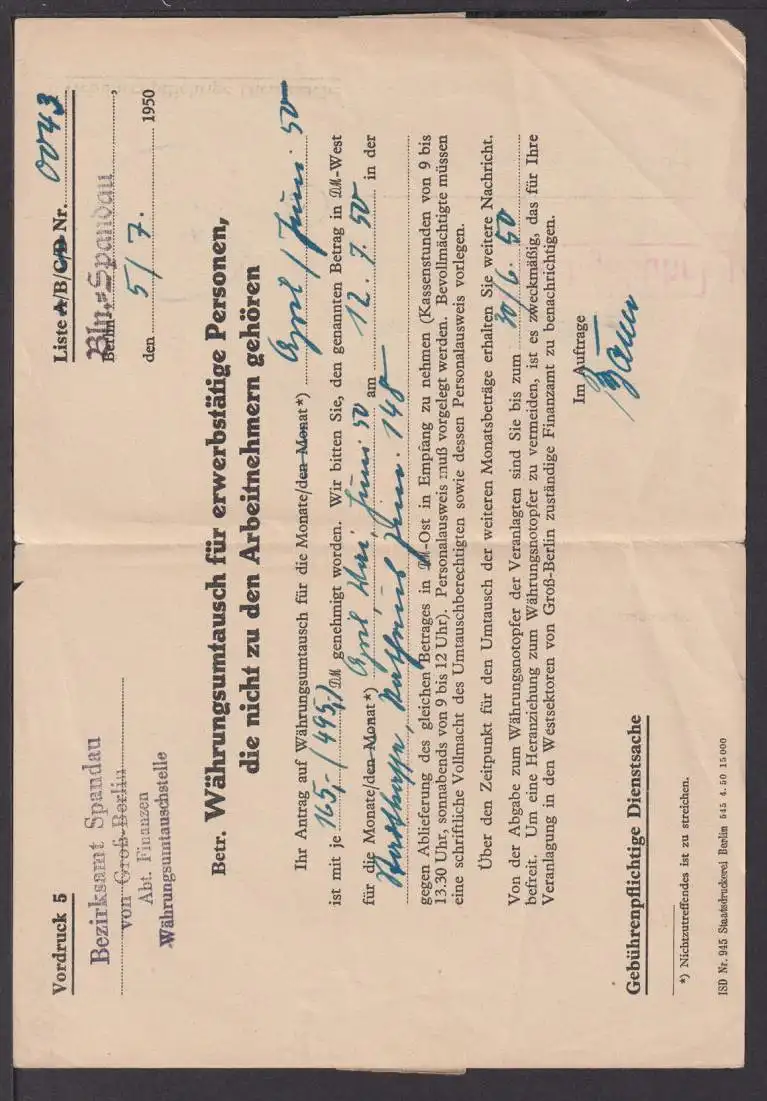 Vordruck 5
Liste A/B/C/D Nr. 0043
Bezirksamt Spandau
von Groß-Berlin
Abt. Finanzen
Währungsumtauschstelle
Bln.-Spandau
Berlin,
den 5/7. 1950
Betr. Währungsumtausch für erwerbstätige Personen,
die nicht zu den Arbeitnehmern gehören
Ihr Antrag auf Währungsumtausch für die Monate/den Monat*) April / Juni 50
ist mit je 165,- (495,-) DM genehmigt worden. Wir bitten Sie, den genannten Betrag in DM-West
für die Monate/den Monat*) April, Mai, Juni 50 am 12. 7. 50 in der
Stadtkasse, Rathaus Zim. 148
gegen Ablieferung des gleichen Betrages in DM-Ost in Empfang zu nehmen (Kassenstunden von 9 bis
13.30 Uhr, sonnabends von 9 bis 12 Uhr). Personalausweis muß vorgelegt werden. Bevollmächtigte müssen
eine schriftliche Vollmacht des Umtauschberechtigten sowie dessen Personalausweis vorlegen.
Über den Zeitpunkt für den Umtausch der weiteren Monatsbeträge erhalten Sie weitere Nachricht.
Von der Abgabe zum Währungsnotopfer der Veranlagten sind Sie bis zum 30/6. 50
befreit. Um eine Heranziehung zum Währungsnotopfer zu vermeiden, ist es zweckmäßig, das für Ihre
Veranlagung in den Westsektoren von Groß-Berlin zuständige Finanzamt zu benachrichtigen.
Im Auftrage
Gebührenpflichtige Dienstsache
*) Nichtzutreffendes ist zu streichen.
ISD Nr. 945 Staatsdruckerei Berlin 545 4. 50 15 000